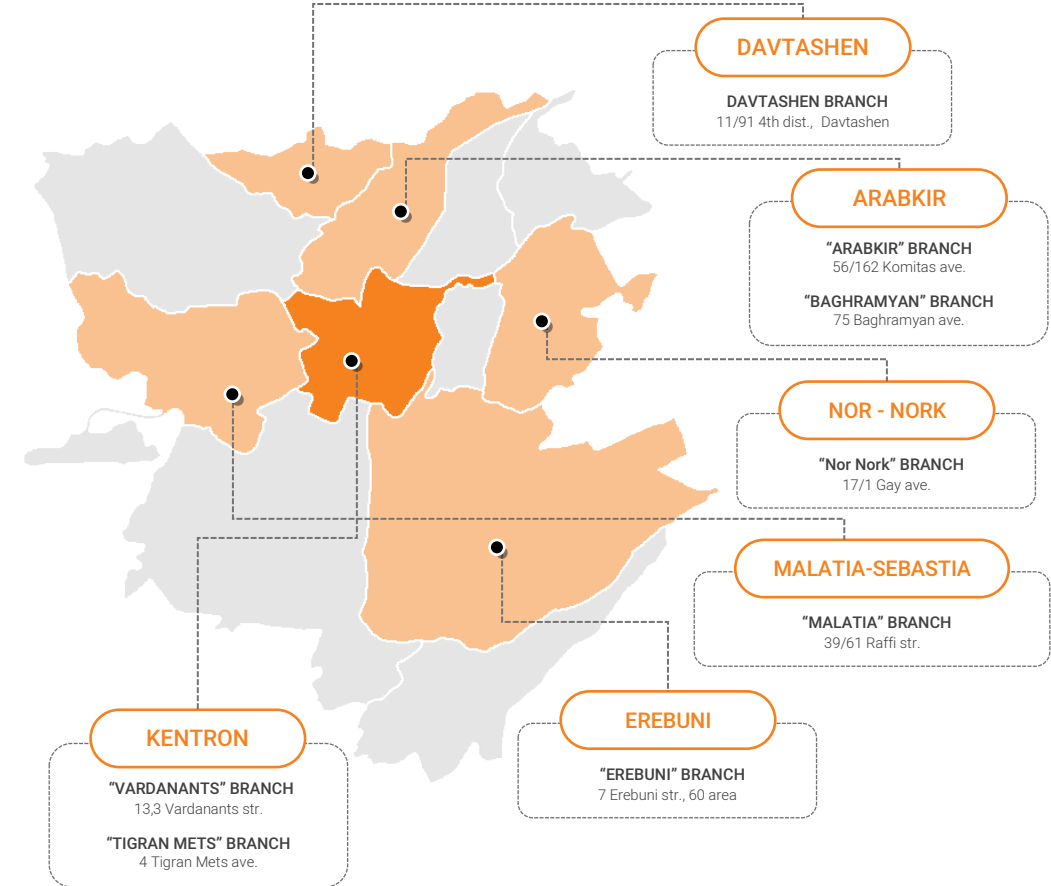 DAVTASHEN
DAVTASHEN BRANCH
11/91 4th dist., Davtashen
ARABKIR
“ARABKIR” BRANCH
56/162 Komitas ave.
“BAGHRAMYAN” BRANCH
75 Baghramyan ave.
NOR - NORK
“Nor Nork” BRANCH
17/1 Gay ave.
MALATIA-SEBASTIA
“MALATIA” BRANCH
39/61 Raffi str.
EREBUNI
“EREBUNI” BRANCH
7 Erebuni str., 60 area
KENTRON
“VARDANANTS” BRANCH
13,3 Vardanants str.
“TIGRAN METS” BRANCH
4 Tigran Mets ave.